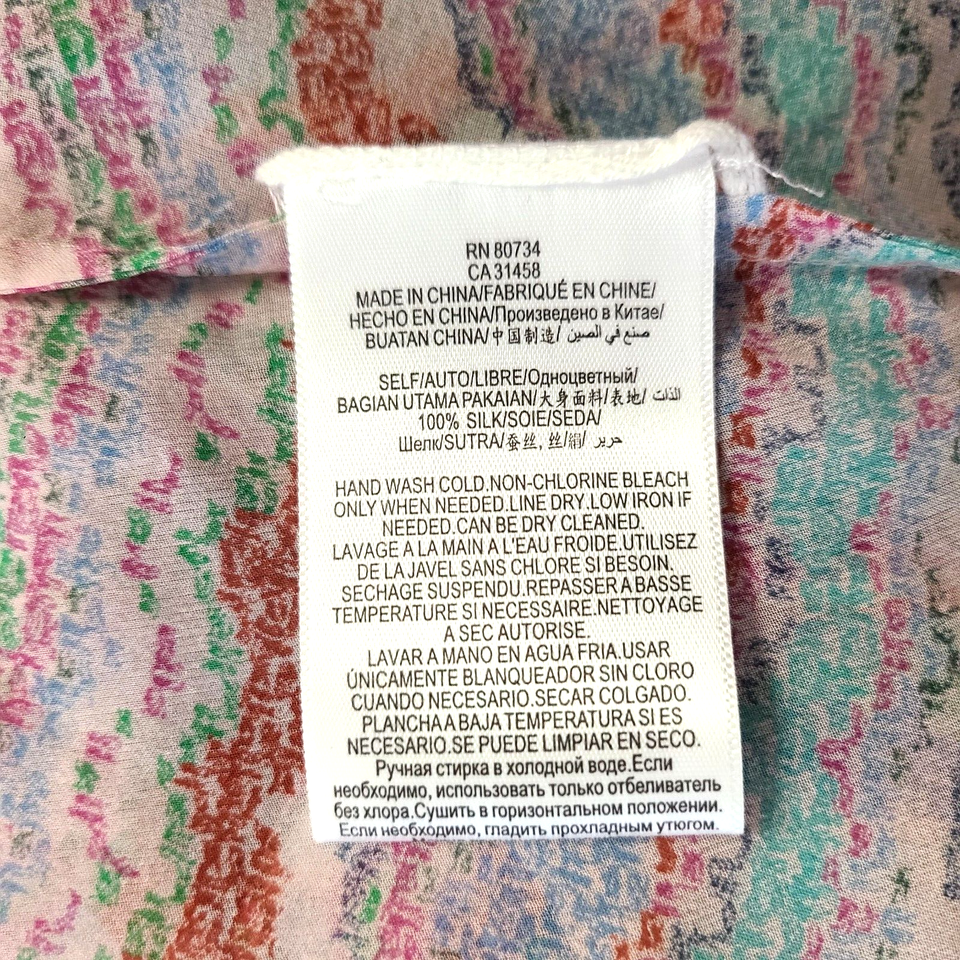 RN 80734
CA 31458
MADE IN CHINA/FABRIQUÉ EN CHINE/
HECHO EN CHINA/Произведено в Китае/
BUATAN CHINA/中国制造/ صنع في الصين
SELF/AUTO/LIBRE/Одноцветный/
BAGIAN UTAMA PAKAIAN/大身面料/表地/ الذات
100% SILK/SOIE/SEDA/
Шелк/SUTRA/蚕丝, 丝/絹/ حرير
HAND WASH COLD.NON-CHLORINE BLEACH
ONLY WHEN NEEDED.LINE DRY.LOW IRON IF
NEEDED.CAN BE DRY CLEANED.
LAVAGE A LA MAIN A L'EAU FROIDE.UTILISEZ
DE LA JAVEL SANS CHLORE SI BESOIN.
SECHAGE SUSPENDU.REPASSER A BASSE
TEMPERATURE SI NECESSAIRE.NETTOYAGE
A SEC AUTORISE.
LAVAR A MANO EN AGUA FRIA.USAR
ÚNICAMENTE BLANQUEADOR SIN CLORO
CUANDO NECESARIO.SECAR COLGADO.
PLANCHA A BAJA TEMPERATURA SI ES
NECESARIO.SE PUEDE LIMPIAR EN SECO.
Ручная стирка в холодной воде.Если
необходимо, использовать только отбеливатель
без хлора.Сушить в горизонтальном положении.
Если необходимо, гладить прохладным утюгом.